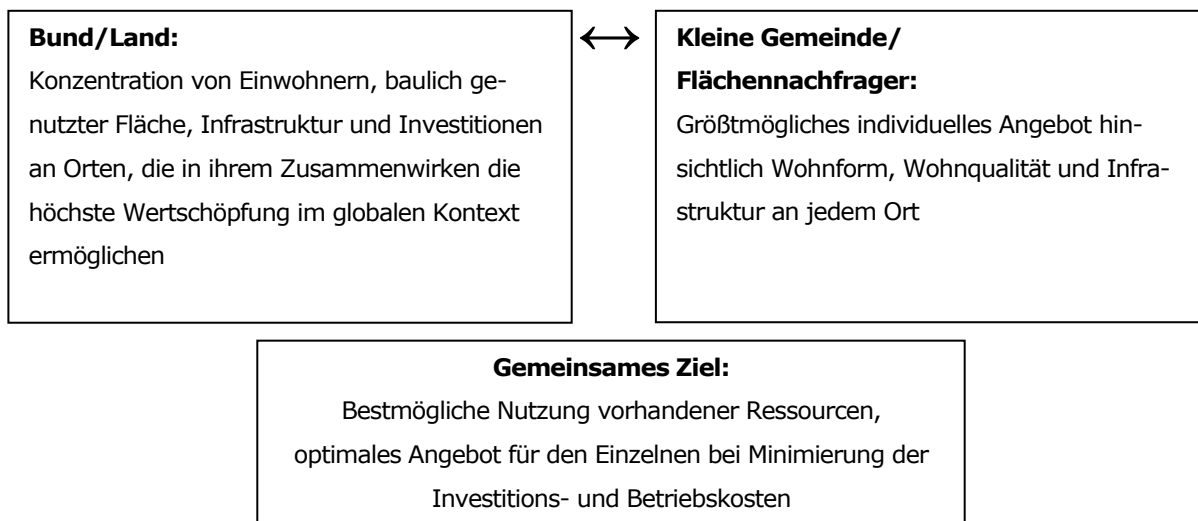 Bund/Land:
Konzentration von Einwohnern, baulich ge-
nutzter Fläche, Infrastruktur und Investitionen
an Orten, die in ihrem Zusammenwirken die
höchste Wertschöpfung im globalen Kontext
ermöglichen
Kleine Gemeinde/
Flächennachfrager:
Größtmögliches individuelles Angebot hin-
sichtlich Wohnform, Wohnqualität und Infra-
struktur an jedem Ort
Gemeinsames Ziel:
Bestmögliche Nutzung vorhandener Ressourcen,
optimales Angebot für den Einzelnen bei Minimierung der
Investitions- und Betriebskosten